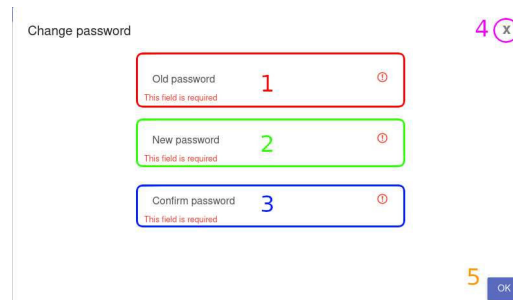 Change password
4
X
Old password
1
This field is required
New password
2
This field is required
Confirm password
3
This field is required
5
OK